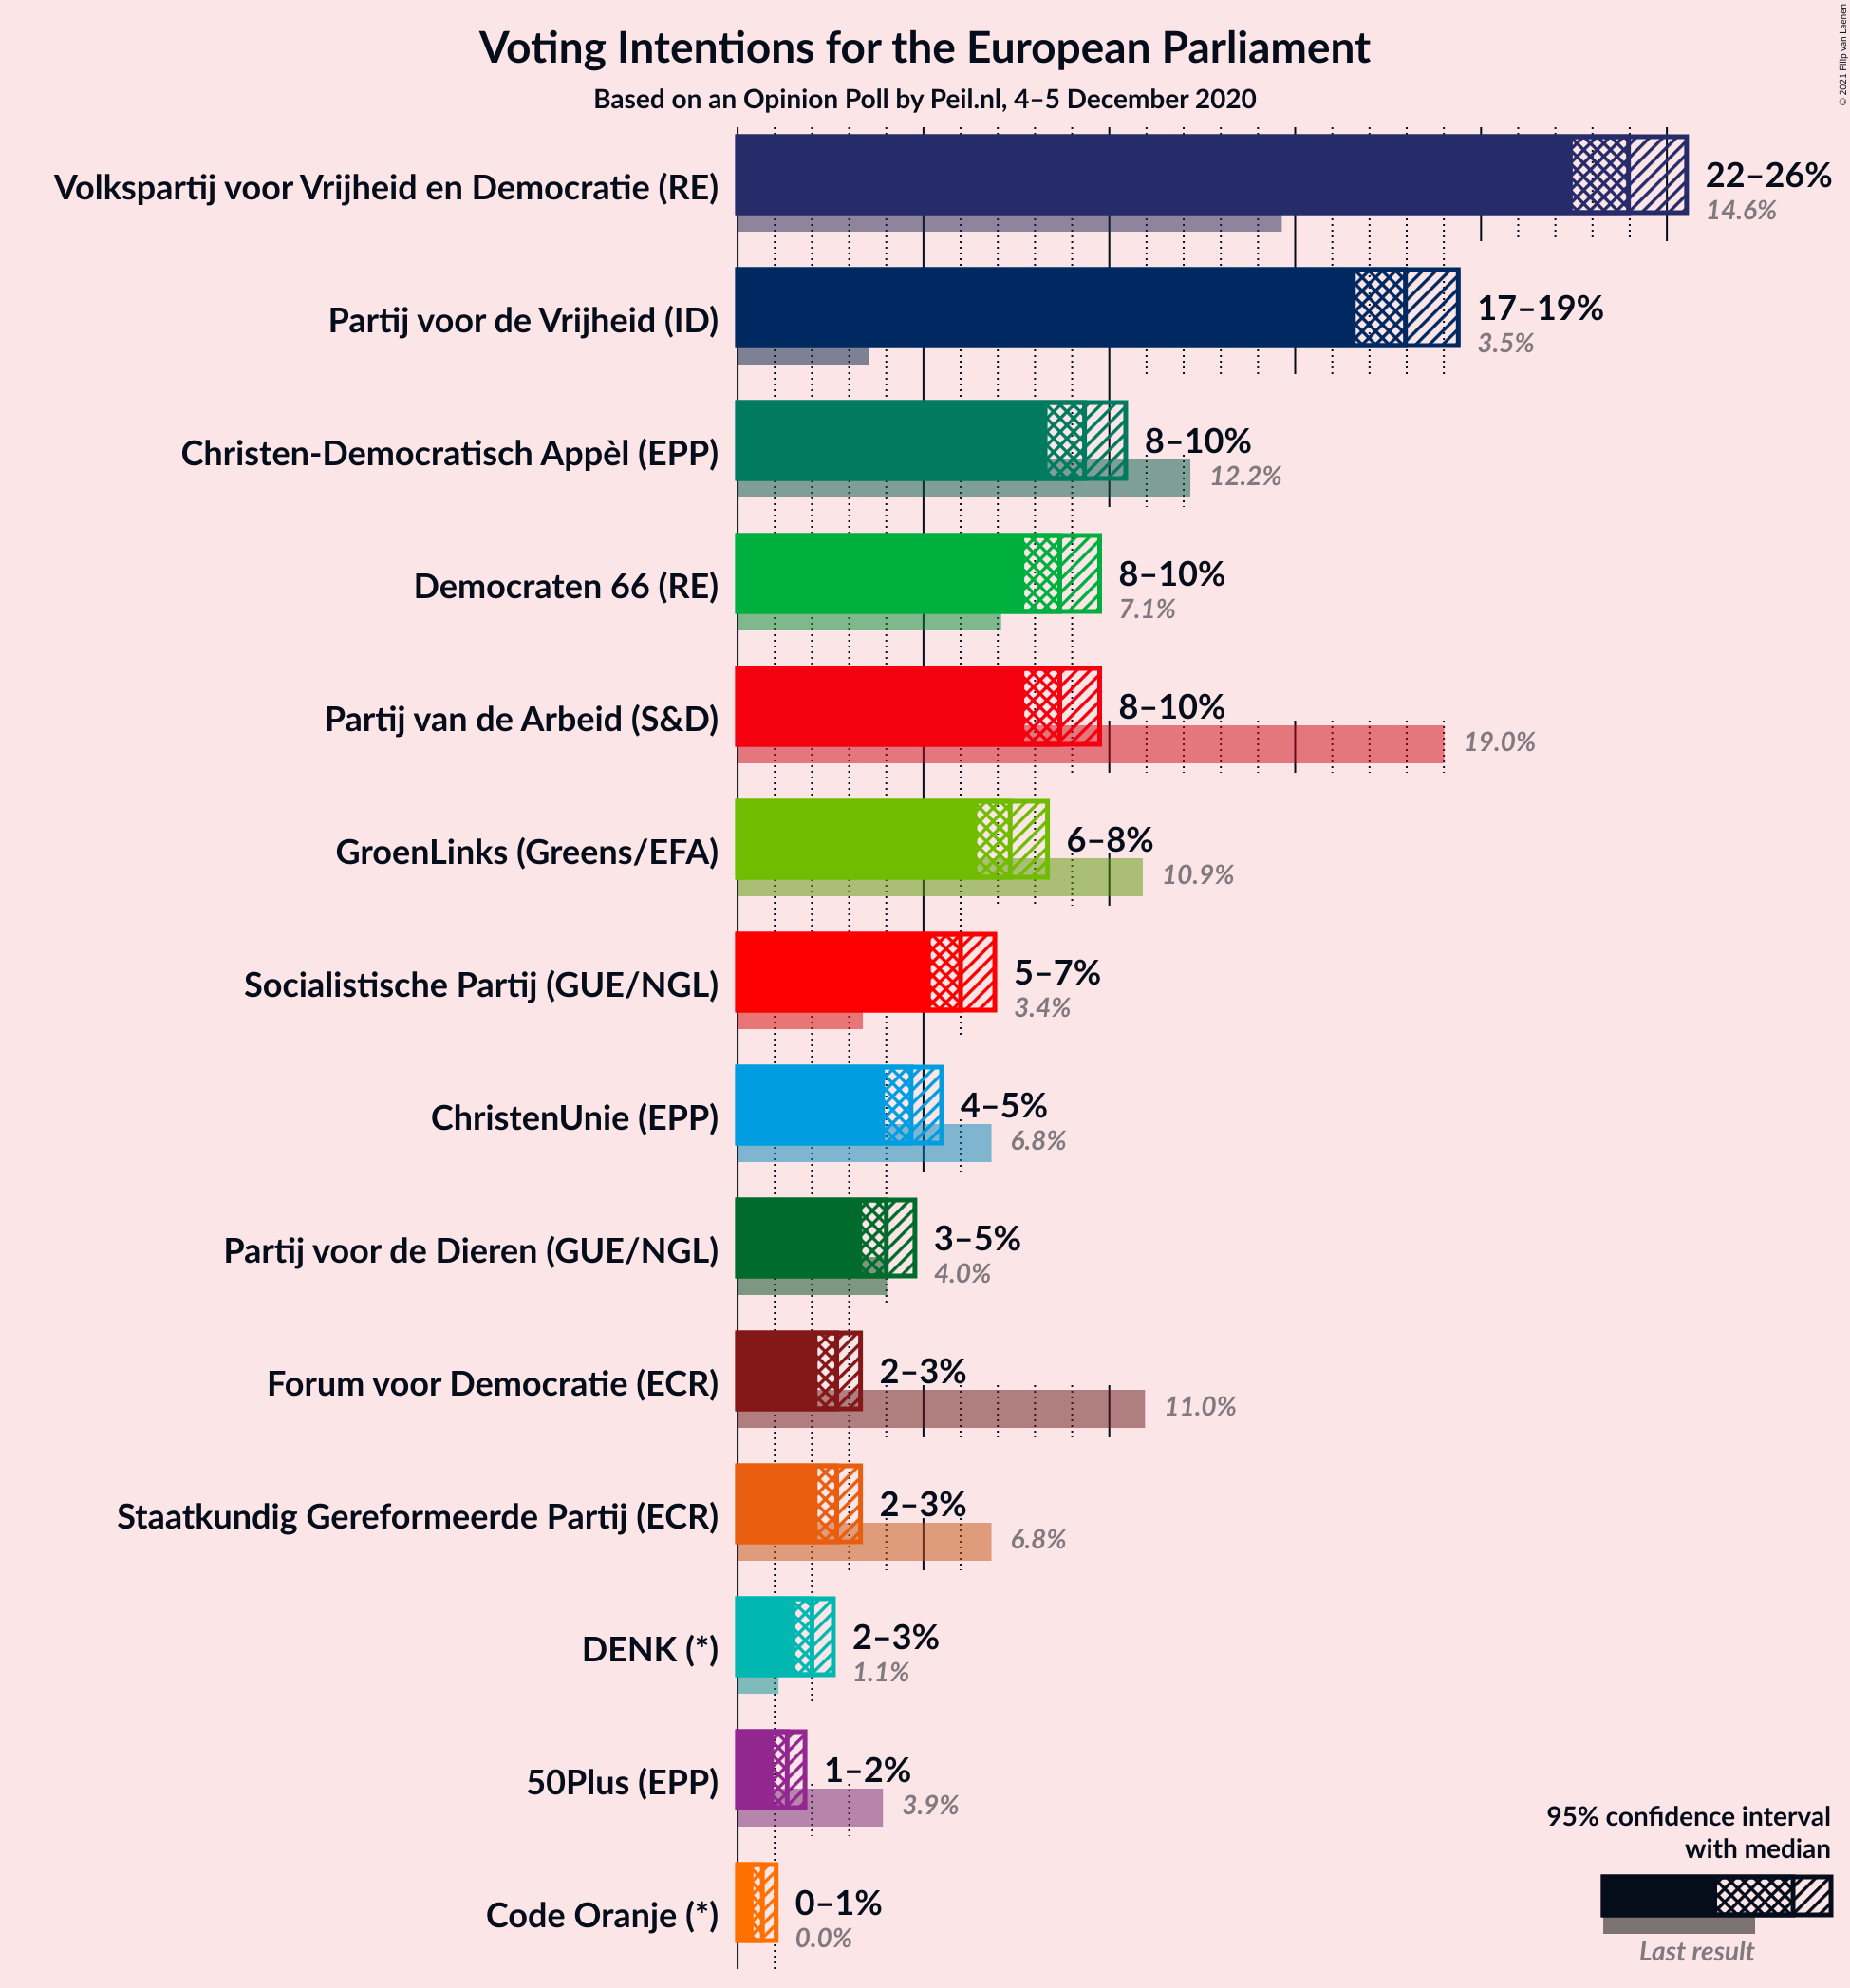 Voting Intentions for the European Parliament
Based on an Opinion Poll by Peil.nl, 4–5 December 2020
© 2021 Filip van Laenen
Volkspartij voor Vrijheid en Democratie (RE)
22–26%
14.6%
Partij voor de Vrijheid (ID)
17–19%
3.5%
Christen-Democratisch Appèl (EPP)
8–10%
12.2%
Democraten 66 (RE)
8–10%
7.1%
Partij van de Arbeid (S&D)
8–10%
19.0%
GroenLinks (Greens/EFA)
6–8%
10.9%
Socialistische Partij (GUE/NGL)
5–7%
3.4%
ChristenUnie (EPP)
4–5%
6.8%
Partij voor de Dieren (GUE/NGL)
3–5%
4.0%
Forum voor Democratie (ECR)
2–3%
11.0%
Staatkundig Gereformeerde Partij (ECR)
2–3%
6.8%
DENK (*)
2–3%
1.1%
50Plus (EPP)
1–2%
3.9%
Code Oranje (*)
0–1%
0.0%
95% confidence interval
with median
Last result